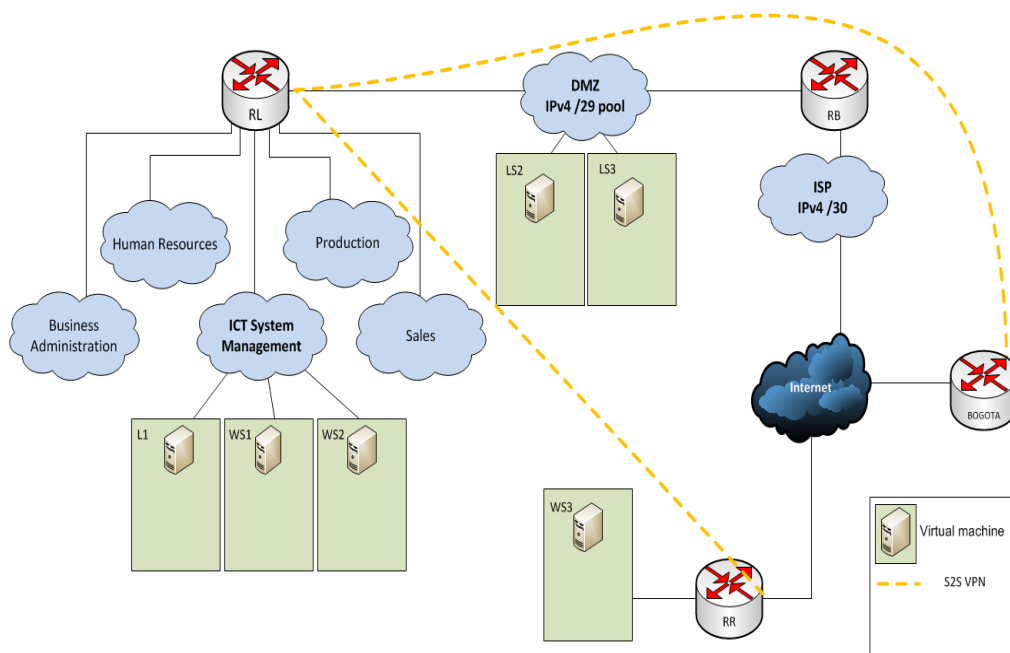 RL
DMZ
IPv4 /29 pool
RB
LS2
LS3
ISP
IPv4 /30
Human Resources
Production
Business
Administration
ICT System
Management
Sales
Internet
BOGOTA
L1
WS1
WS2
WS3
RR
Virtual machine
S2S VPN